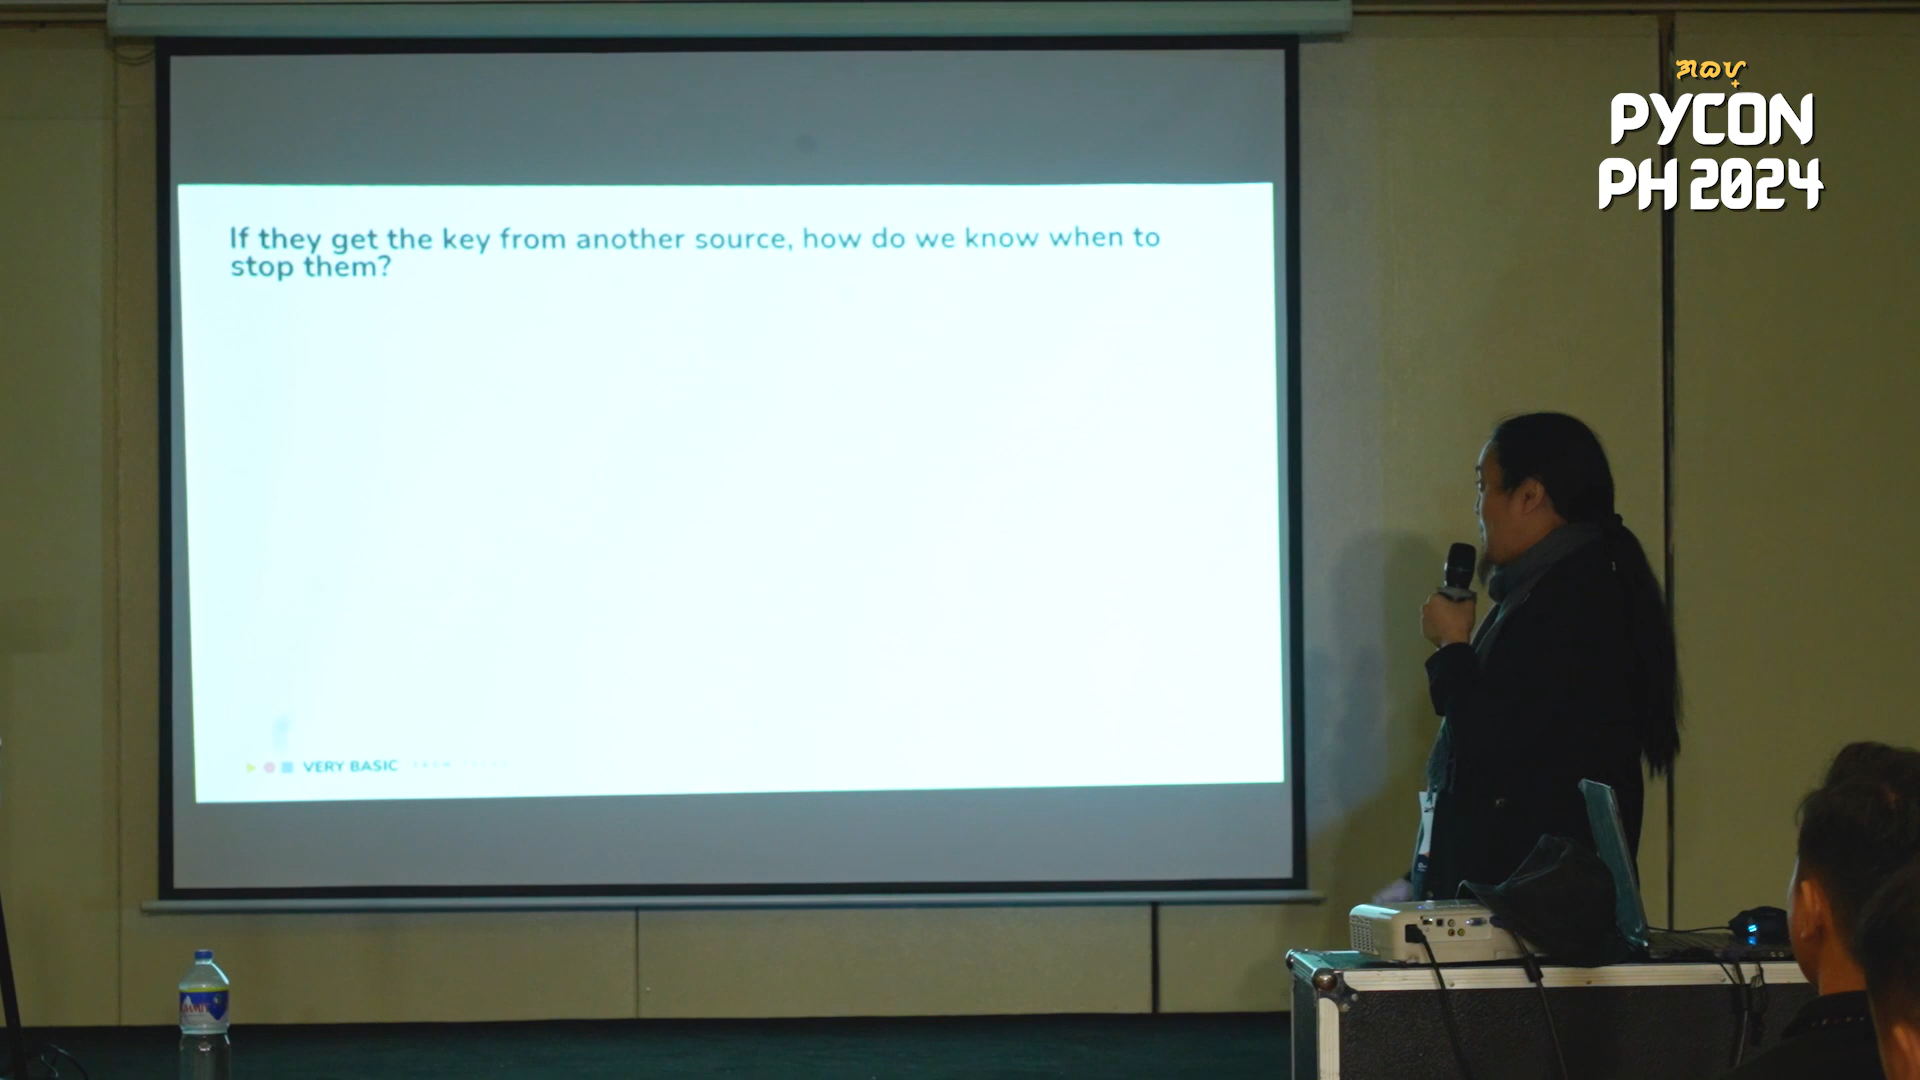 ᜉᜌ᜔
PYCON
PH 2024
If they get the key from another source, how do we know when to
stop them?
VERY BASIC